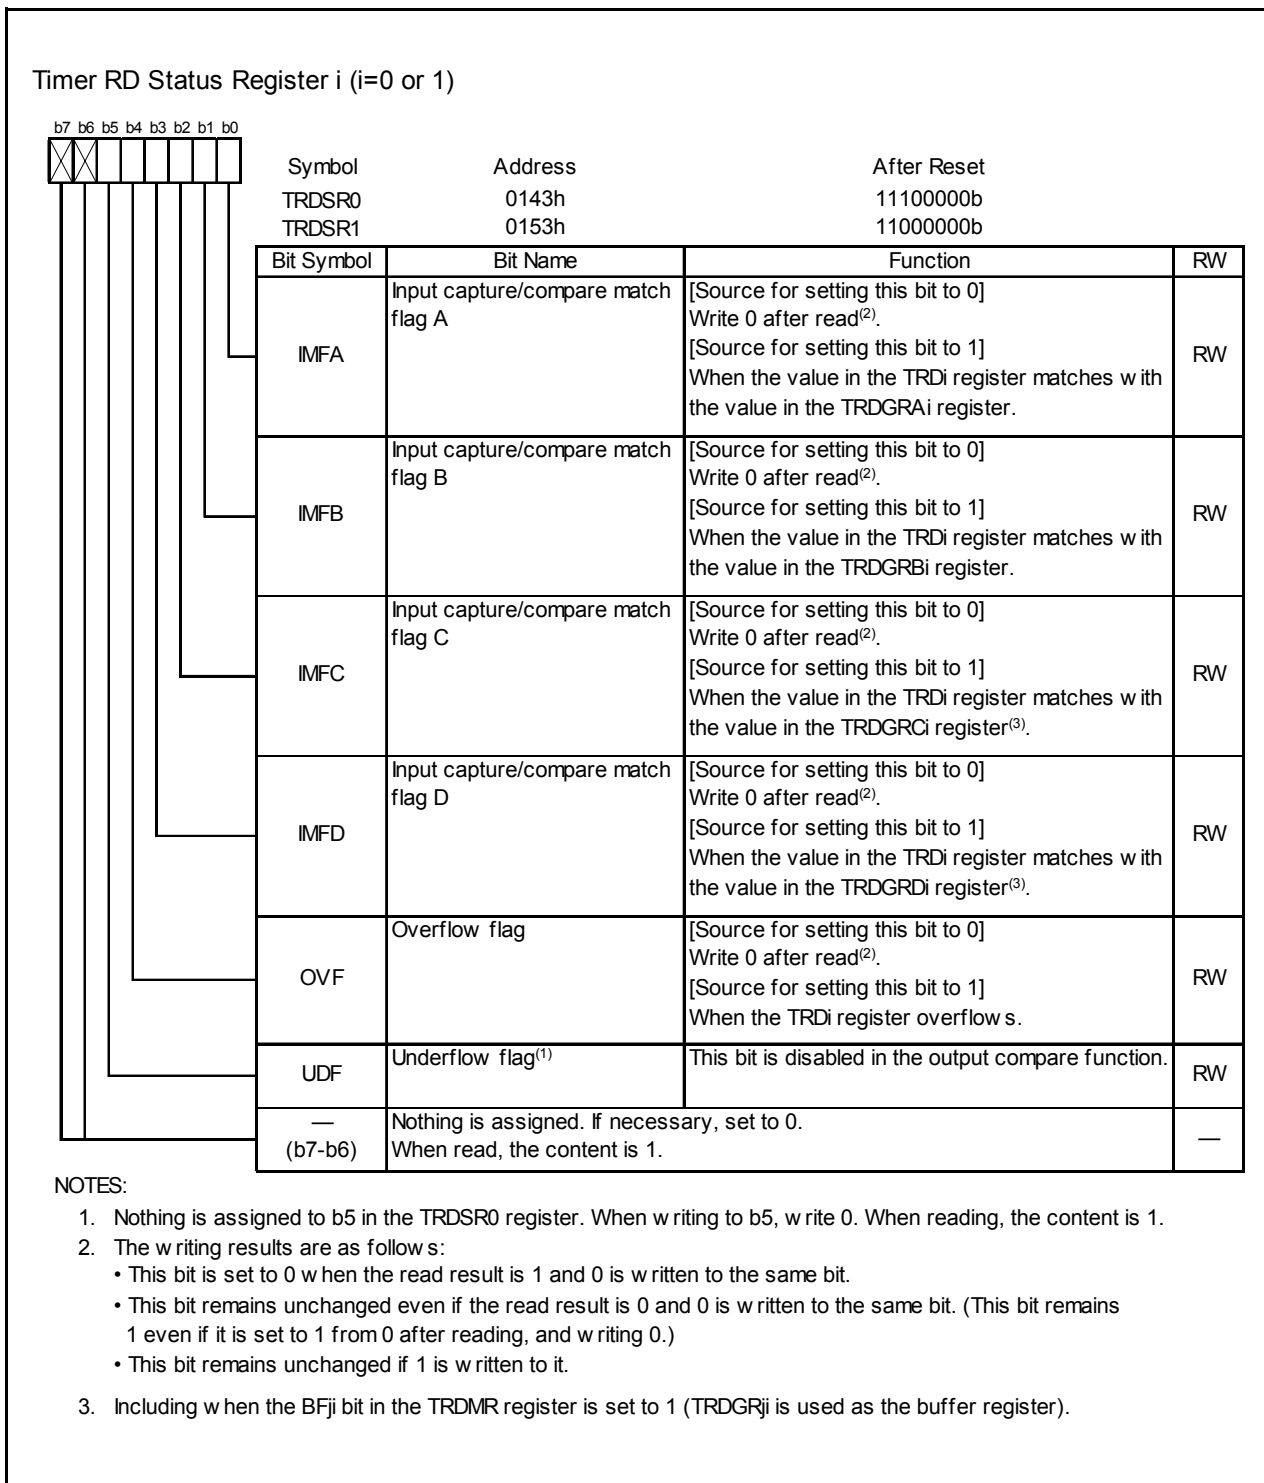 Timer RD Status Register i (i=0 or 1)
b7 b6 b5 b4 b3 b2 b1 b0
Symbol Address After Reset
TRDSR0 0143h 11100000b
TRDSR1 0153h 11000000b
Bit Symbol Bit Name Function RW
IMFA
Input capture/compare match
flag A
[Source for setting this bit to 0]
Write 0 after read(2).
[Source for setting this bit to 1]
When the value in the TRDi register matches with
the value in the TRDGRAi register.
RW
IMFB
Input capture/compare match
flag B
[Source for setting this bit to 0]
Write 0 after read(2).
[Source for setting this bit to 1]
When the value in the TRDi register matches with
the value in the TRDGRBi register.
RW
IMFC
Input capture/compare match
flag C
[Source for setting this bit to 0]
Write 0 after read(2).
[Source for setting this bit to 1]
When the value in the TRDi register matches with
the value in the TRDGRCi register(3).
RW
IMFD
Input capture/compare match
flag D
[Source for setting this bit to 0]
Write 0 after read(2).
[Source for setting this bit to 1]
When the value in the TRDi register matches with
the value in the TRDGRDi register(3).
RW
OVF
Overflow flag
[Source for setting this bit to 0]
Write 0 after read(2).
[Source for setting this bit to 1]
When the TRDi register overflows.
RW
UDF
Underflow flag(1)
This bit is disabled in the output compare function.
RW
—
(b7-b6)
Nothing is assigned. If necessary, set to 0.
When read, the content is 1.
—
NOTES:
1. Nothing is assigned to b5 in the TRDSR0 register. When writing to b5, write 0. When reading, the content is 1.
2. The writing results are as follows:
• This bit is set to 0 when the read result is 1 and 0 is written to the same bit.
• This bit remains unchanged even if the read result is 0 and 0 is written to the same bit. (This bit remains
1 even if it is set to 1 from 0 after reading, and writing 0.)
• This bit remains unchanged if 1 is written to it.
3. Including when the BFji bit in the TRDMR register is set to 1 (TRDGRji is used as the buffer register).